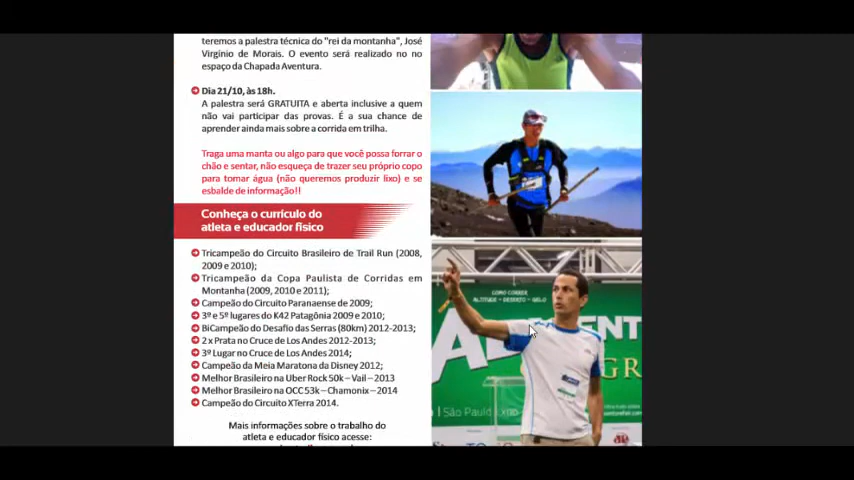 teremos a palestra técnica do "rei da montanha", José
Virgínio de Morais. O evento será realizado no no
espaço da Chapada Aventura.
Dia 21/10, às 18h.
A palestra será GRATUITA e aberta inclusive a quem
não vai participar das provas. É a sua chance de
aprender ainda mais sobre a corrida em trilha.
Traga uma manta ou algo para que você possa forrar o
chão e sentar, não esqueça de trazer seu próprio copo
para tomar água (não queremos produzir lixo) e se
esbalde de informação!!
Conheça o currículo do
atleta e educador físico
Tricampeão do Circuito Brasileiro de Trail Run (2008,
2009 e 2010);
Tricampeão da Copa Paulista de Corridas em
Montanha (2009, 2010 e 2011);
Campeão do Circuito Paranaense de 2009;
3º e 5º lugares do K42 Patagônia 2009 e 2010;
BiCampeão do Desafio das Serras (80km) 2012-2013;
2 x Prata no Cruce de Los Andes 2012-2013;
3º Lugar no Cruce de Los Andes 2014;
Campeão da Meia Maratona da Disney 2012;
Melhor Brasileiro na Uber Rock 50k – Vail – 2013
Melhor Brasileiro na OCC 53k – Chamonix – 2014
Campeão do Circuito XTerra 2014.
Mais informações sobre o trabalho do
atleta e educador físico acesse:
COMO CORRER
ALTITUDE - DESERTO - GELO
São Paulo Expo